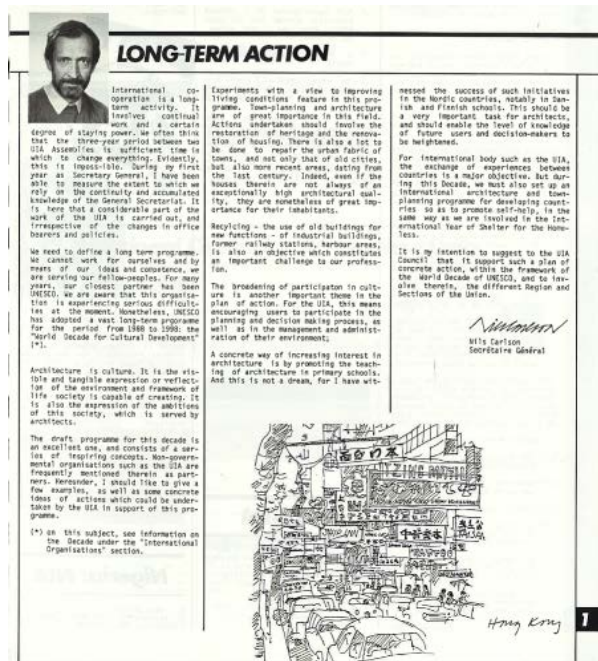 LONG-TERM ACTION
International co-
operation is a long-
term activity. It
involves continual
work and a certain
degree of staying power. We often think
that the three-year period between two
UIA Assemblies is sufficient time in
which to change everything. Evidently,
this is impos-ible. During my first
year as Secretary General, I have been
able to measure the extent to which we
rely on the continuity and accumulated
knowledge of the General Secretariat. It
is here that a considerable part of the
work of the UIA is carried out, and
irrespective of the changes in office
bearers and policies.
We need to define a long term programme.
We cannot work for ourselves and by
means of our ideas and competence, we
are serving our fellow-peoples. For many
years, our closest partner has been
UNESCO. We are aware that this organisa-
tion is experiencing serious difficult-
ies at the moment. Nonetheless, UNESCO
has adopted a vast long-term programme
for the period from 1988 to 1998: the
"World Decade for Cultural Development"
(*).
Architecture is culture. It is the vis-
ible and tangible expression or reflect-
ion of the environment and framework of
life society is capable of creating. It
is also the expression of the ambitions
of this society, which is served by
architects.
The draft programme for this decade is
an excellent one, and consists of a ser-
ies of inspiring concepts. Non-govern-
mental organisations such as the UIA are
frequently mentioned therein as part-
ners. Hereunder, I should like to give a
few examples, as well as some concrete
ideas of actions which could be under-
taken by the UIA in support of this pro-
gramme.
(*) on this subject, see information on
the Decade under the "International
Organisations" section.
Experiments with a view to improving
living conditions feature in this pro-
gramme. Town-planning and architecture
are of great importance in this field.
Actions undertaken should involve the
restoration of heritage and the renova-
tion of housing. There is also a lot to
be done to repair the urban fabric of
towns, and not only that of old cities,
but also more recent areas, dating from
the last century. Indeed, even if the
houses therein are not always of an
exceptionally high architectural qual-
ity, they are nonetheless of great imp-
ortance for their inhabitants.
Recylcing - the use of old buildings for
new functions - of industrial buildings,
former railway stations, harbour areas,
is also an objective which constitutes
an important challenge to our profess-
ion.
The broadening of participaton in cult-
ure is another important theme in the
plan of action. For the UIA, this means
encouraging users to participate in the
planning and decision making process, as
well as in the management and administ-
ration of their environment;
A concrete way of increasing interest in
architecture is by promoting the teach-
ing of architecture in primary schools.
And this is not a dream, for I have wit-
nessed the success of such initiatives
in the Nordic countries, notably in Dan-
ish and Finnish schools. This should be
a very important task for architects,
and should enable the level of knowledge
of future users and decision-makers to
be heightened.
For international body such as the UIA,
the exchange of experiences between
countries is a major objective. But dur-
ing this Decade, we must also set up an
international architecture and town-
planning programme for developing count-
ries so as to promote self-help, in the
same way as we are involved in the Int-
ernational Year of Shelter for the Home-
less.
It is my intention to suggest to the UIA
Council that it support such a plan of
concrete action, within the framework of
the World Decade of UNESCO, and to inv-
olve therein, the different Region and
Sections of the Union.
Nils Carlson
Secrétaire Général
Hong Kong
1